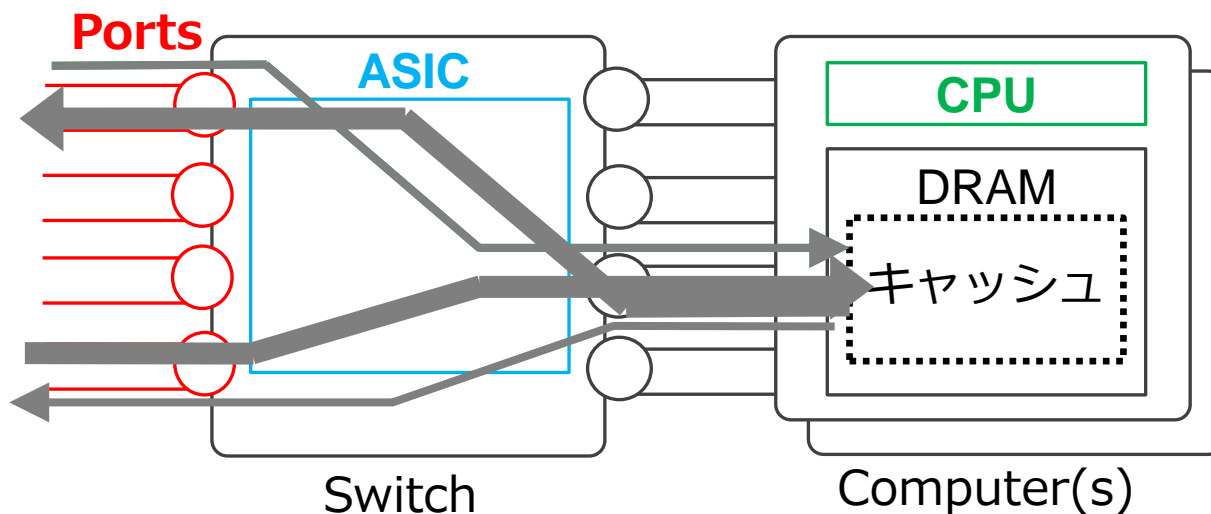 Ports
ASIC
CPU
DRAM
キャッシュ
Switch
Computer(s)